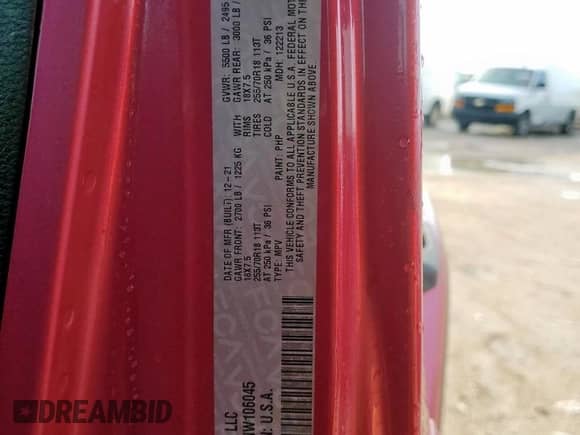 LLC
DATE OF MFR (BUILT) 12-21 GVWR: 5500 LB / 2495
GAWR FRONT: 2700 LB / 1225 KG WITH GAWR REAR: 3000 LB /
18X7.5 RIMS 18X7.5
255/70R18 113T TIRES 255/70R18 113T
AT 250 kPa / 36 PSI COLD AT 250 kPa / 36 PSI
TYPE: MPV PAINT: PHP MDH: 122213
THIS VEHICLE CONFORMS TO ALL APPLICABLE U.S.A. FEDERAL MOT
SAFETY AND THEFT PREVENTION STANDARDS IN EFFECT ON THE
MANUFACTURE SHOWN ABOVE
W106045
U.S.A.
DREAMBID